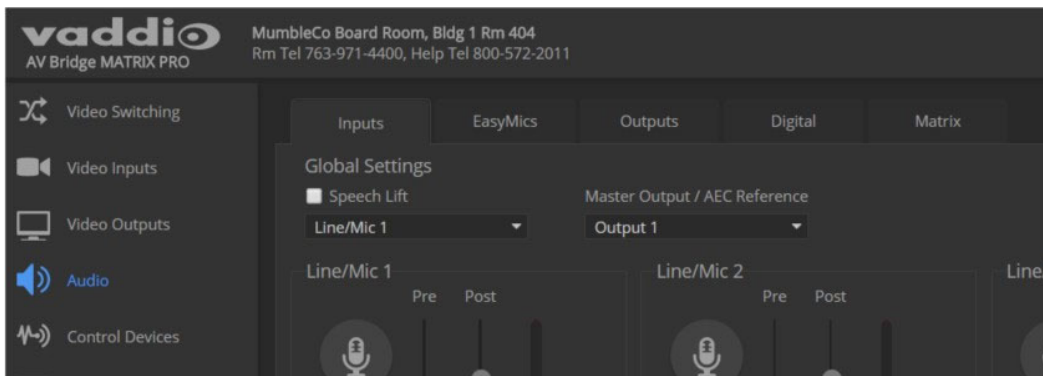 vaddio
AV Bridge MATRIX PRO
MumbleCo Board Room, Bldg 1 Rm 404
Rm Tel 763-971-4400, Help Tel 800-572-2011
Video Switching
Video Inputs
Video Outputs
Audio
Control Devices
Inputs EasyMics Outputs Digital Matrix
Global Settings
Speech Lift Master Output / AEC Reference
Line/Mic 1 Output 1
Line/Mic 1 Line/Mic 2 Line
Pre Post Pre Post